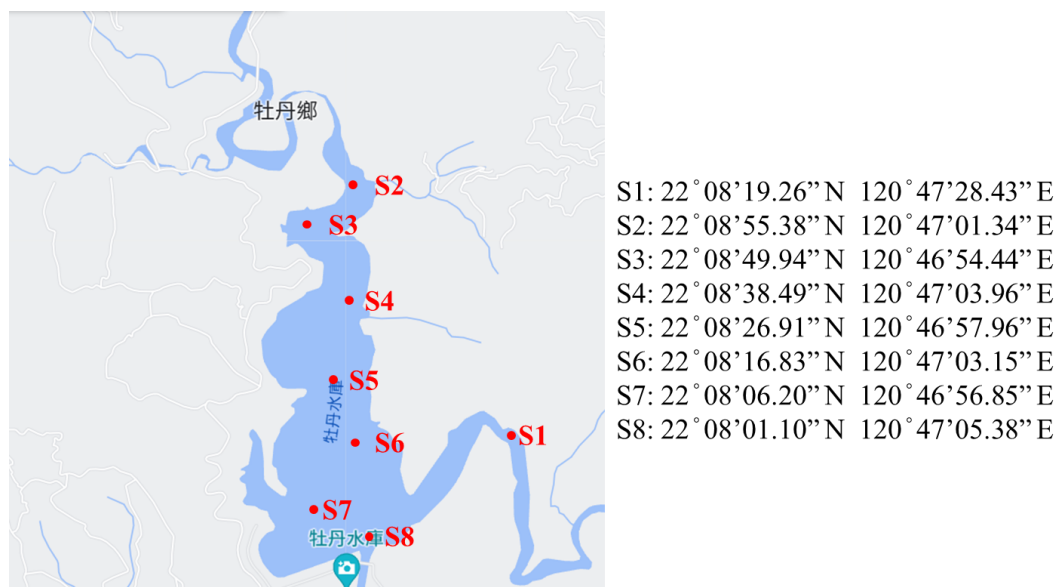 牡丹鄉
S2
S3
S4
S5
牡丹水庫
S6
S1
S7
牡丹水庫
S8
S1: 22°08’19.26”N 120°47’28.43”E
S2: 22°08’55.38”N 120°47’01.34”E
S3: 22°08’49.94”N 120°46’54.44”E
S4: 22°08’38.49”N 120°47’03.96”E
S5: 22°08’26.91”N 120°46’57.96”E
S6: 22°08’16.83”N 120°47’03.15”E
S7: 22°08’06.20”N 120°46’56.85”E
S8: 22°08’01.10”N 120°47’05.38”E